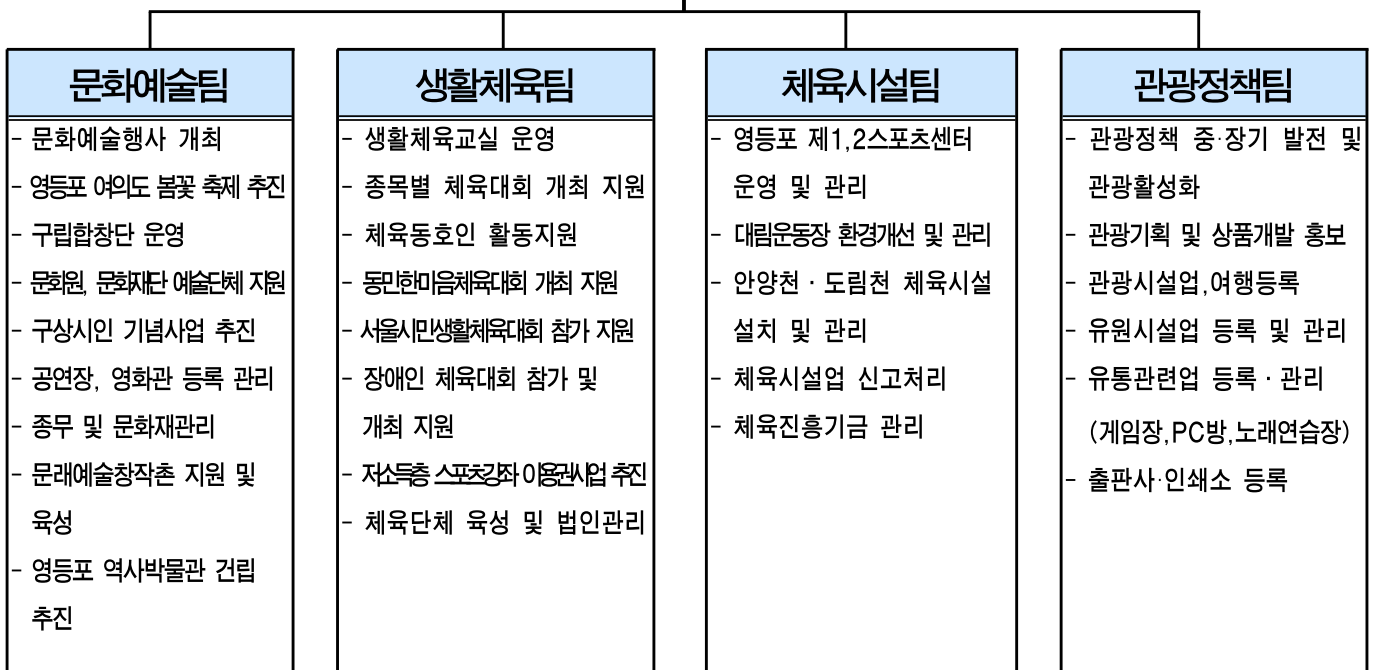 문화예술팀
- 문화예술행사 개최
- 영등포 여의도 봄꽃 축제 추진
- 구립합창단 운영
- 문화원, 문화재단 예술단체 지원
- 구상시인 기념사업 추진
- 공연장, 영화관 등록 관리
- 종무 및 문화재관리
- 문래예술창작촌 지원 및
육성
- 영등포 역사박물관 건립
추진
생활체육팀
- 생활체육교실 운영
- 종목별 체육대회 개최 지원
- 체육동호인 활동지원
- 동민한마음체육대회 개최 지원
- 서울시민생활체육대회 참가 지원
- 장애인 체육대회 참가 및
개최 지원
- 저소득층 스포츠강좌 이용권사업 추진
- 체육단체 육성 및 법인관리
체육시설팀
- 영등포 제1,2스포츠센터
운영 및 관리
- 대림운동장 환경개선 및 관리
- 안양천 · 도림천 체육시설
설치 및 관리
- 체육시설업 신고처리
- 체육진흥기금 관리
관광정책팀
- 관광정책 중·장기 발전 및
관광활성화
- 관광기획 및 상품개발 홍보
- 관광시설업,여행등록
- 유원시설업 등록 및 관리
- 유통관련업 등록 · 관리
(게임장,PC방,노래연습장)
- 출판사·인쇄소 등록